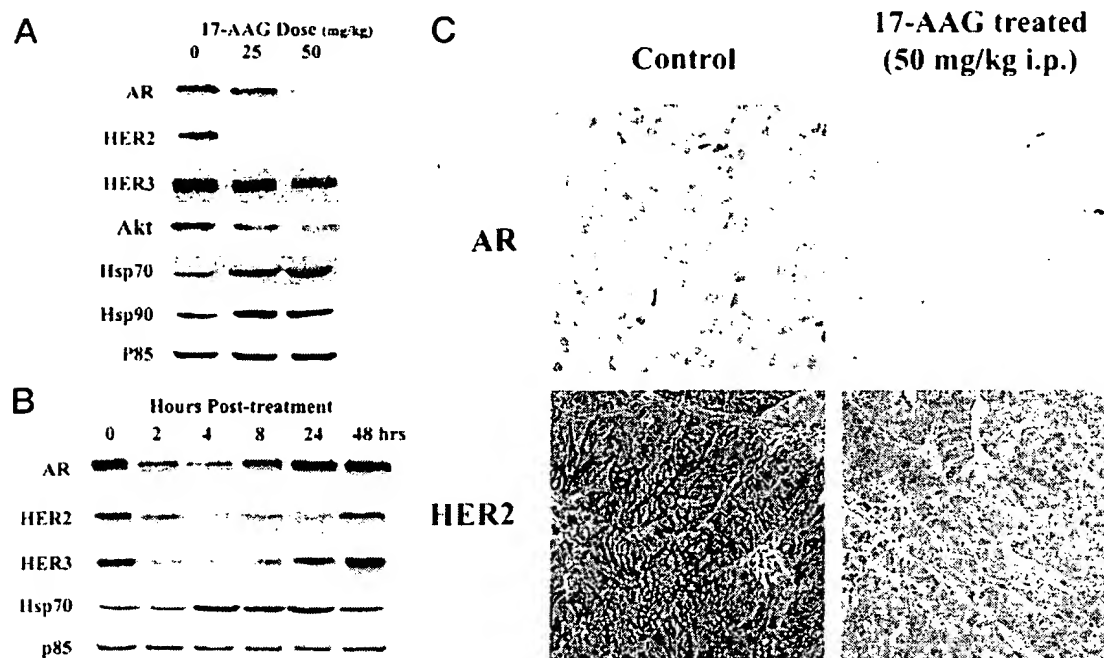 A
17-AAG Dose (mg/kg)
0 25 50
AR
HER2
HER3
Akt
Hsp70
Hsp90
P85
B
Hours Post-treatment
0 2 4 8 24 48 hrs
AR
HER2
HER3
Hsp70
p85
C
Control
17-AAG treated
(50 mg/kg i.p.)
AR
HER2